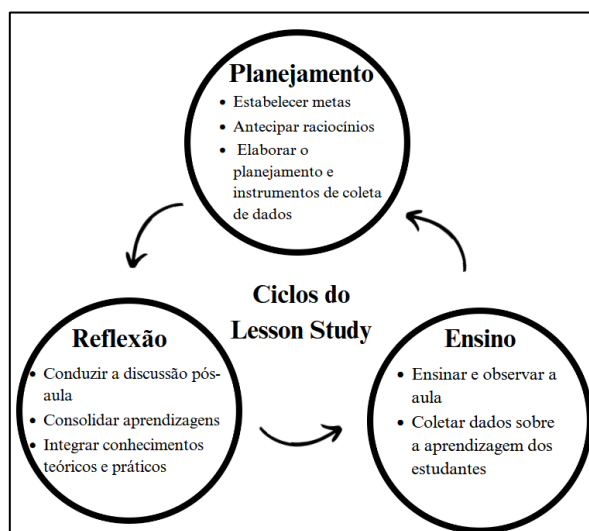 Planejamento
• Estabelecer metas
• Antecipar raciocínios
• Elaborar o
planejamento e
instrumentos de coleta
de dados
Ciclos do
Lesson Study
Reflexão
• Conduzir a discussão pós-
aula
• Consolidar aprendizagens
• Integrar conhecimentos
teóricos e práticos
Ensino
• Ensinar e observar a
aula
• Coletar dados sobre
a aprendizagem dos
estudantes